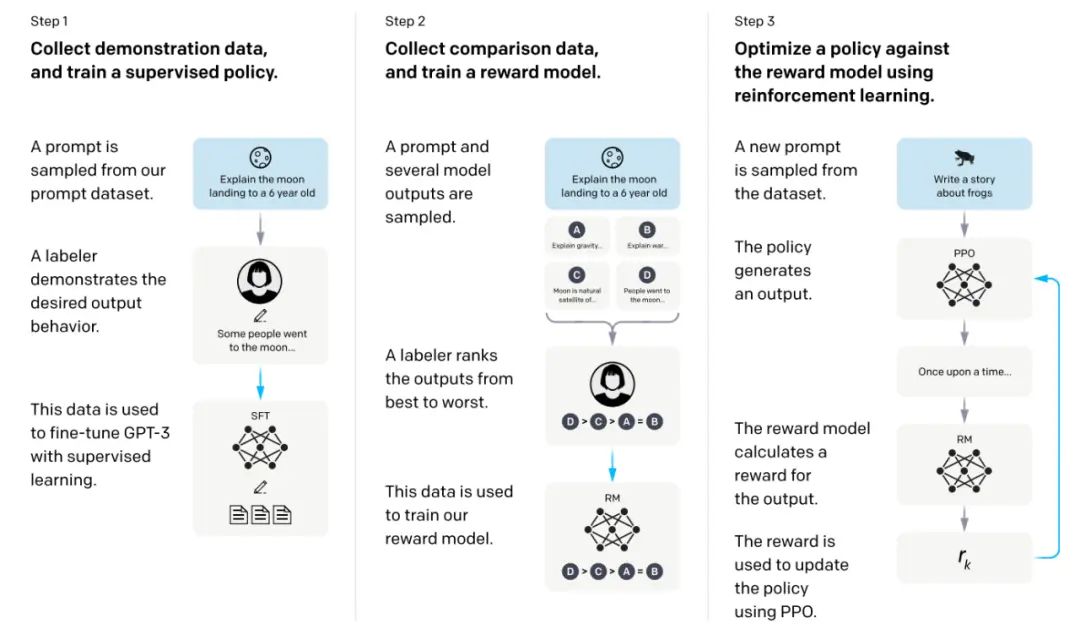 Step 1
Collect demonstration data,
and train a supervised policy.
A prompt is
sampled from our
prompt dataset.
Explain the moon
landing to a 6 year old
A labeler
demonstrates the
desired output
behavior.
Some people went
to the moon...
This data is used
to fine-tune GPT-3
with supervised
learning.
SFT
Step 2
Collect comparison data,
and train a reward model.
A prompt and
several model
outputs are
sampled.
Explain the moon
landing to a 6 year old
A
Explain gravity...
B
Explain war...
C
Moon is natural
satellite of...
D
People went to
the moon...
A labeler ranks
the outputs from
best to worst.
D > C > A = B
This data is used
to train our
reward model.
RM
D > C > A = B
Step 3
Optimize a policy against
the reward model using
reinforcement learning.
A new prompt
is sampled from
the dataset.
Write a story
about frogs
The policy
generates
an output.
PPO
Once upon a time...
The reward model
calculates a
reward for
the output.
RM
The reward is
used to update
the policy
using PPO.
rk